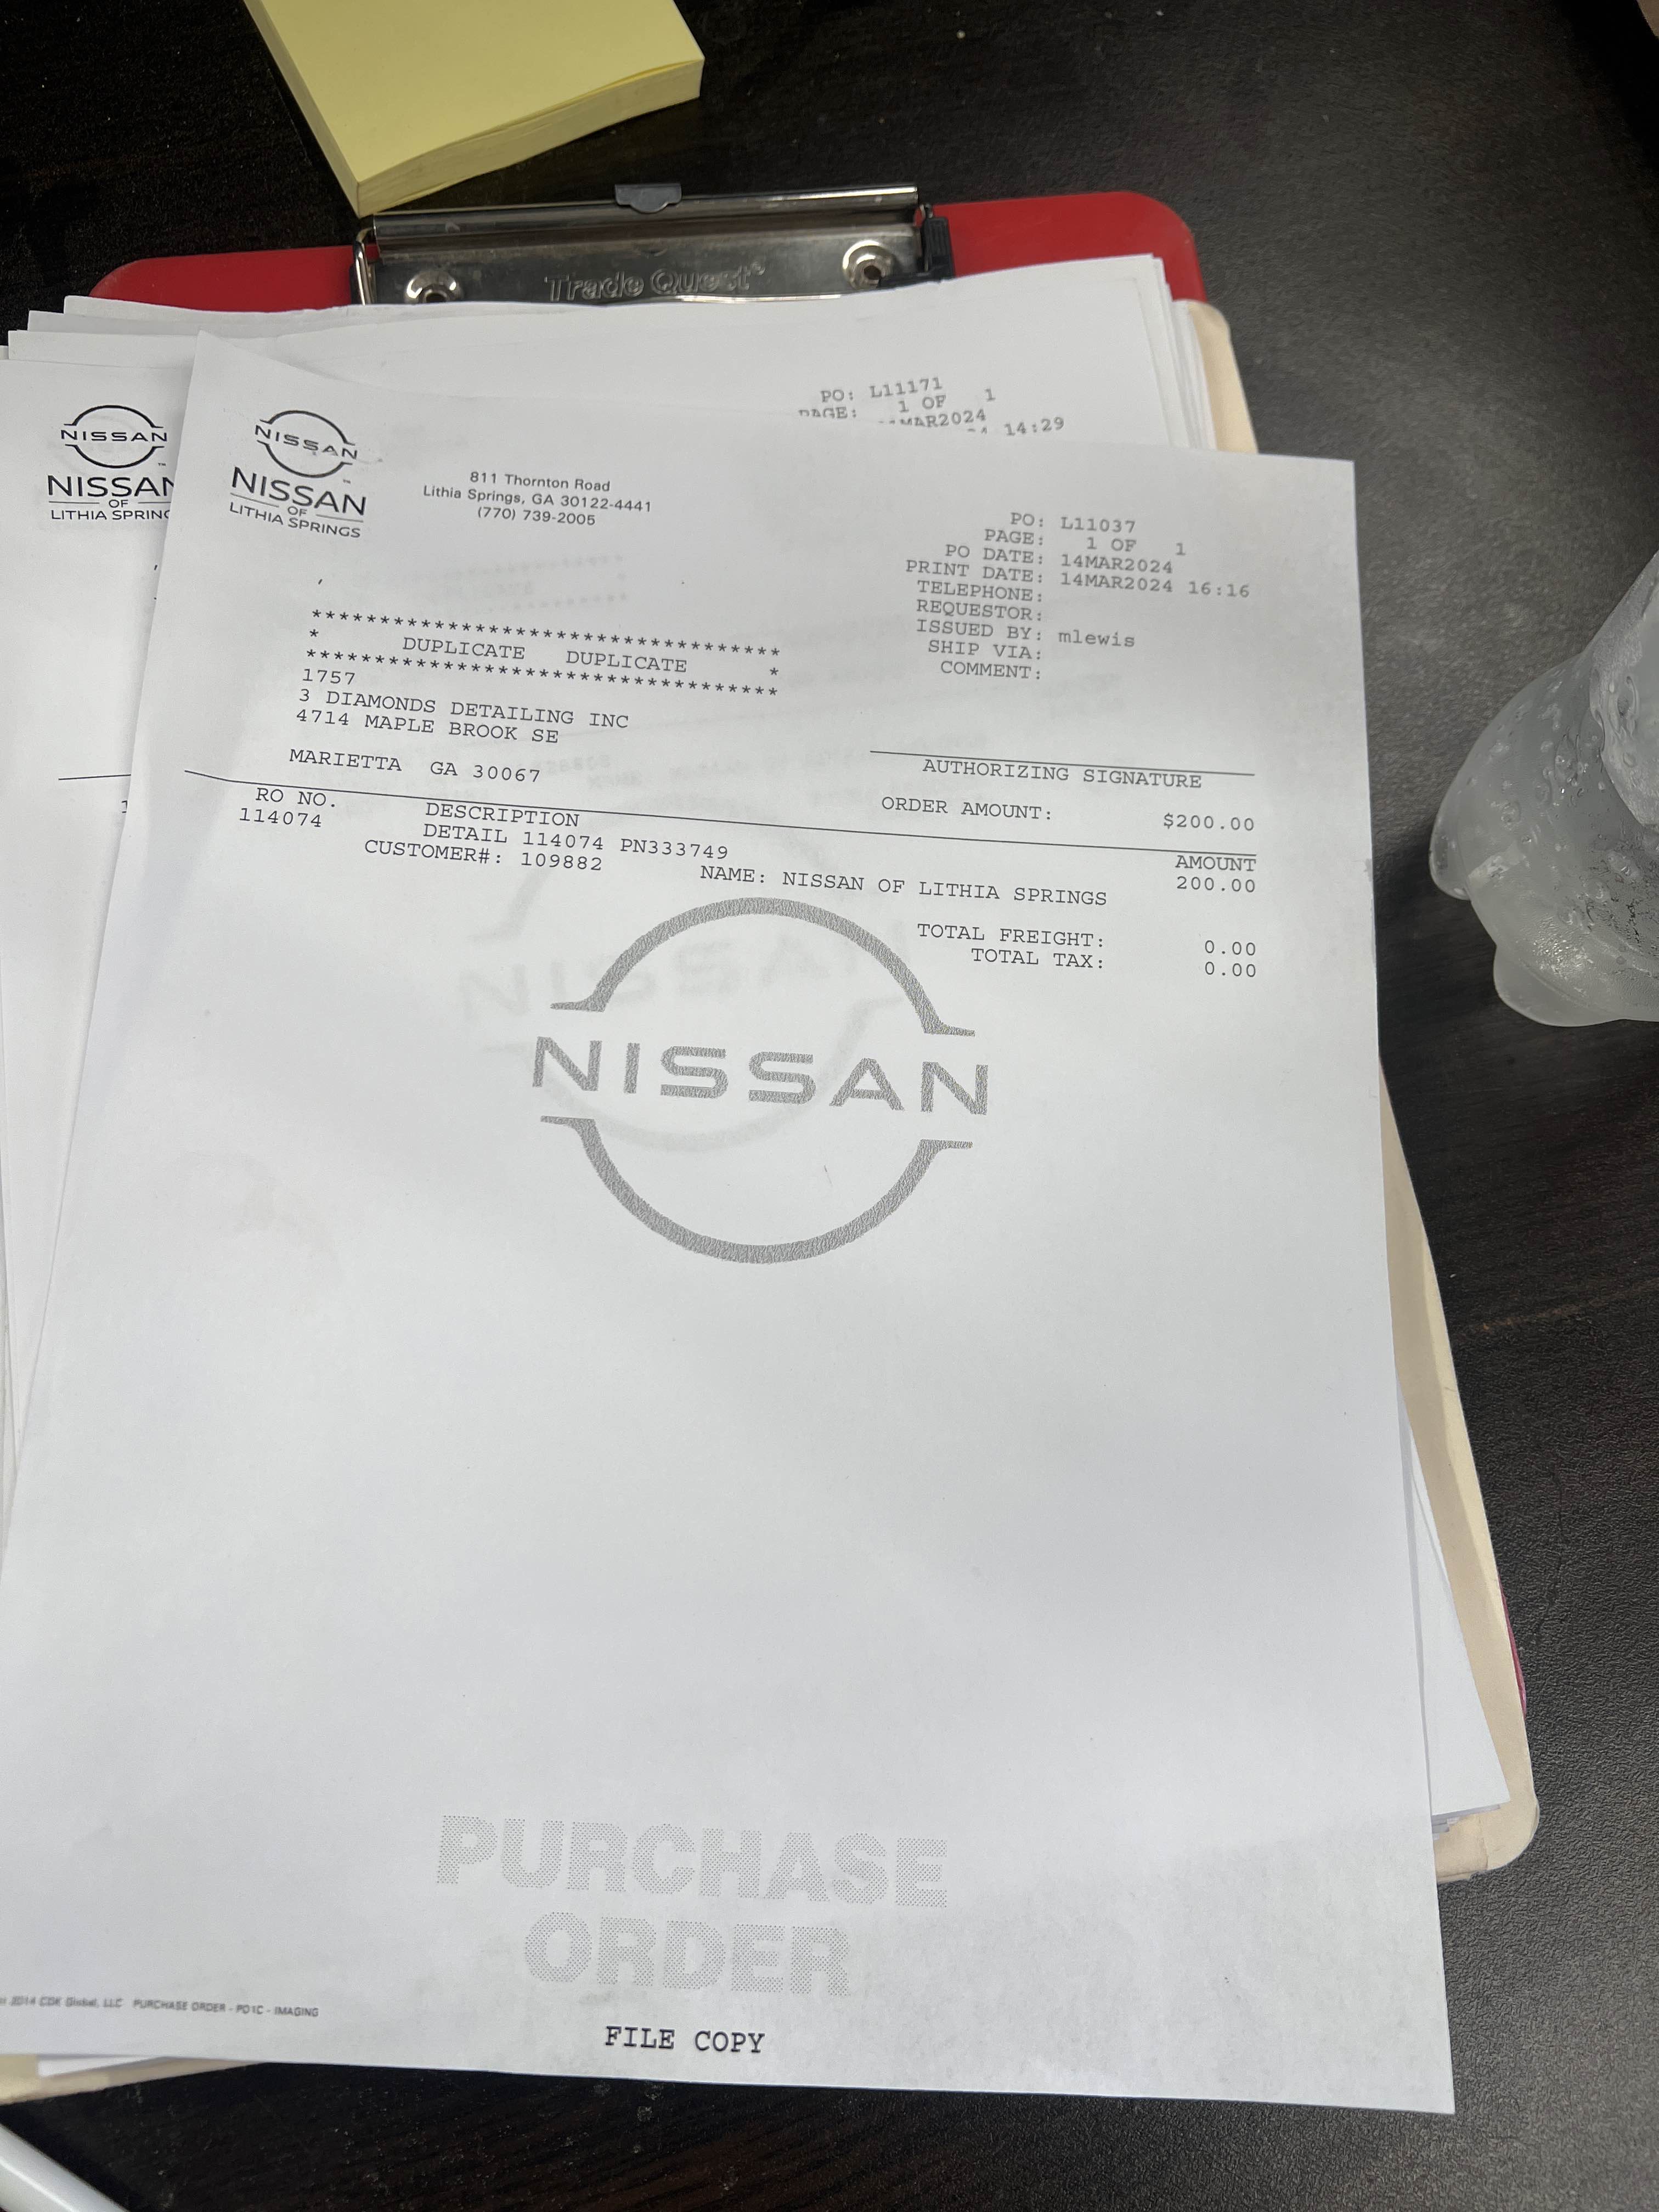 Trade Quest
PO: L11171
PAGE: 1 OF 1
MAR2024
14:29
NISSAN
NISSAN
OF
LITHIA SPRING
NISSAN
NISSAN
OF
LITHIA SPRINGS
811 Thornton Road
Lithia Springs, GA 30122-4441
(770) 739-2005
PO: L11037
PAGE: 1 OF 1
PO DATE: 14MAR2024
PRINT DATE: 14MAR2024 16:16
TELEPHONE:
REQUESTOR:
ISSUED BY: mlewis
SHIP VIA:
COMMENT:
**********************************
* DUPLICATE DUPLICATE *
**********************************
1757
3 DIAMONDS DETAILING INC
4714 MAPLE BROOK SE
MARIETTA GA 30067
AUTHORIZING SIGNATURE
ORDER AMOUNT: $200.00
RO NO. DESCRIPTION AMOUNT
114074 DETAIL 114074 PN333749 200.00
CUSTOMER#: 109882 NAME: NISSAN OF LITHIA SPRINGS
TOTAL FREIGHT: 0.00
TOTAL TAX: 0.00
NISSAN
PURCHASE
ORDER
2014 CDK Global, LLC PURCHASE ORDER - PO1C - IMAGING
FILE COPY